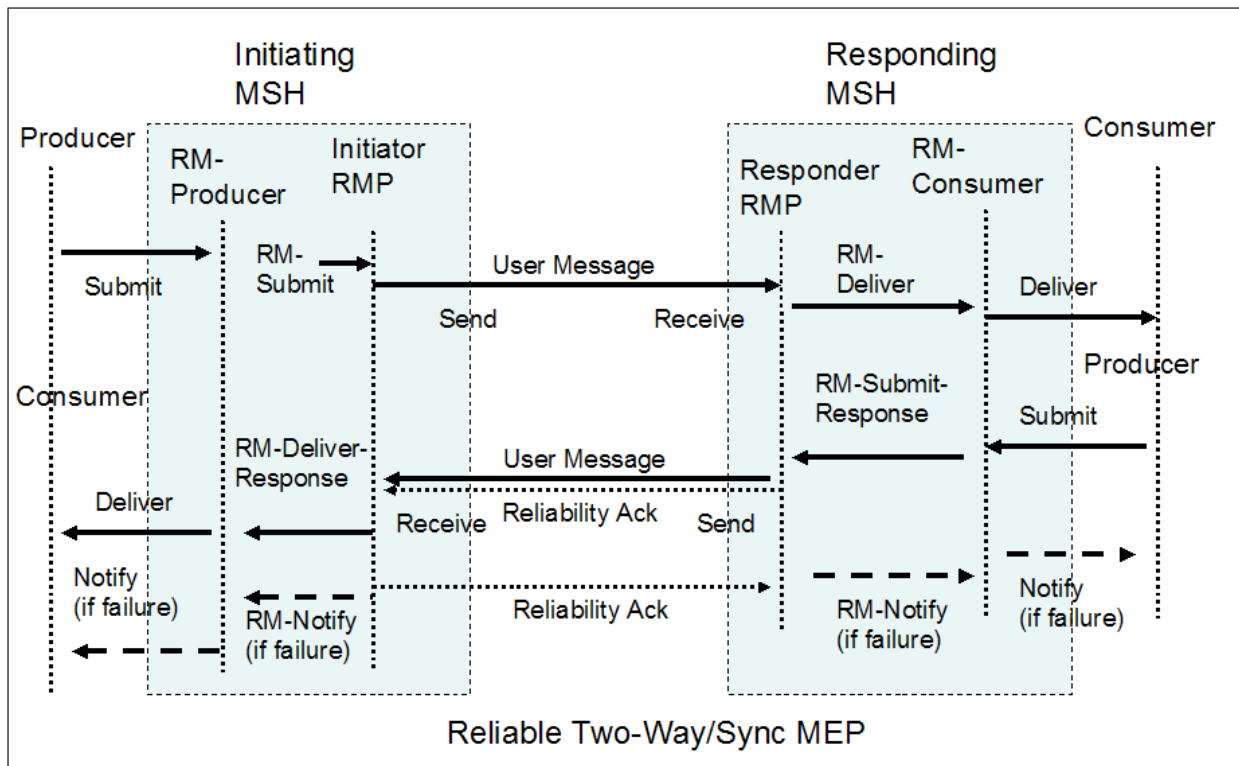 Initiating
MSH
Responding
MSH
Producer
Consumer
RM-
Producer
Initiator
RMP
Responder
RMP
RM-
Consumer
Submit
RM-
Submit
User Message
Send
Receive
RM-
Deliver
Deliver
Consumer
Producer
RM-Submit-
Response
Submit
RM-Deliver-
Response
User Message
Deliver
Receive
Reliability Ack
Send
Notify
(if failure)
RM-Notify
(if failure)
Reliability Ack
RM-Notify
(if failure)
Notify
(if failure)
Reliable Two-Way/Sync MEP